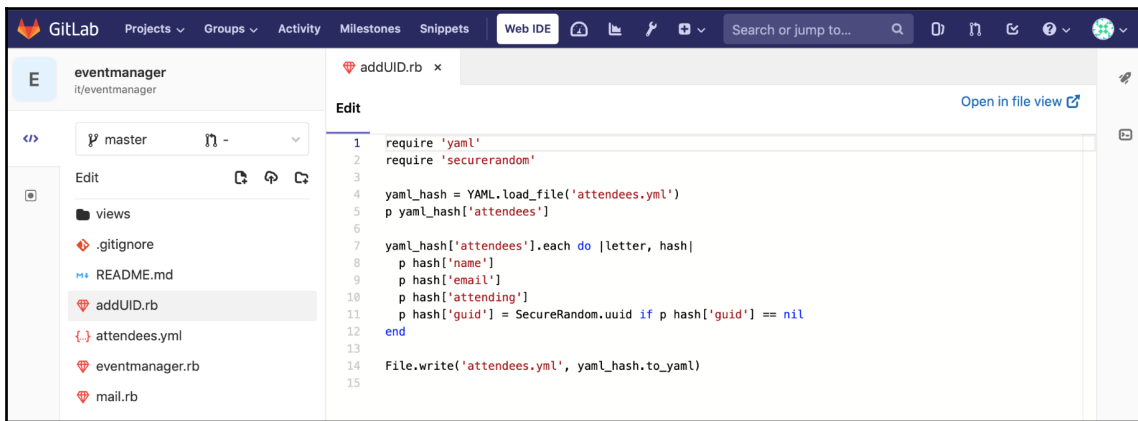 GitLab Projects Groups Activity Milestones Snippets Web IDE Search or jump to...
E
eventmanager
it/eventmanager
master -
Edit
views
.gitignore
M↓ README.md
addUID.rb
{..} attendees.yml
eventmanager.rb
mail.rb
addUID.rb ×
Edit
Open in file view
1 require 'yaml'
2 require 'securerandom'
3
4 yaml_hash = YAML.load_file('attendees.yml')
5 p yaml_hash['attendees']
6
7 yaml_hash['attendees'].each do |letter, hash|
8 p hash['name']
9 p hash['email']
10 p hash['attending']
11 p hash['guid'] = SecureRandom.uuid if p hash['guid'] == nil
12 end
13
14 File.write('attendees.yml', yaml_hash.to_yaml)
15